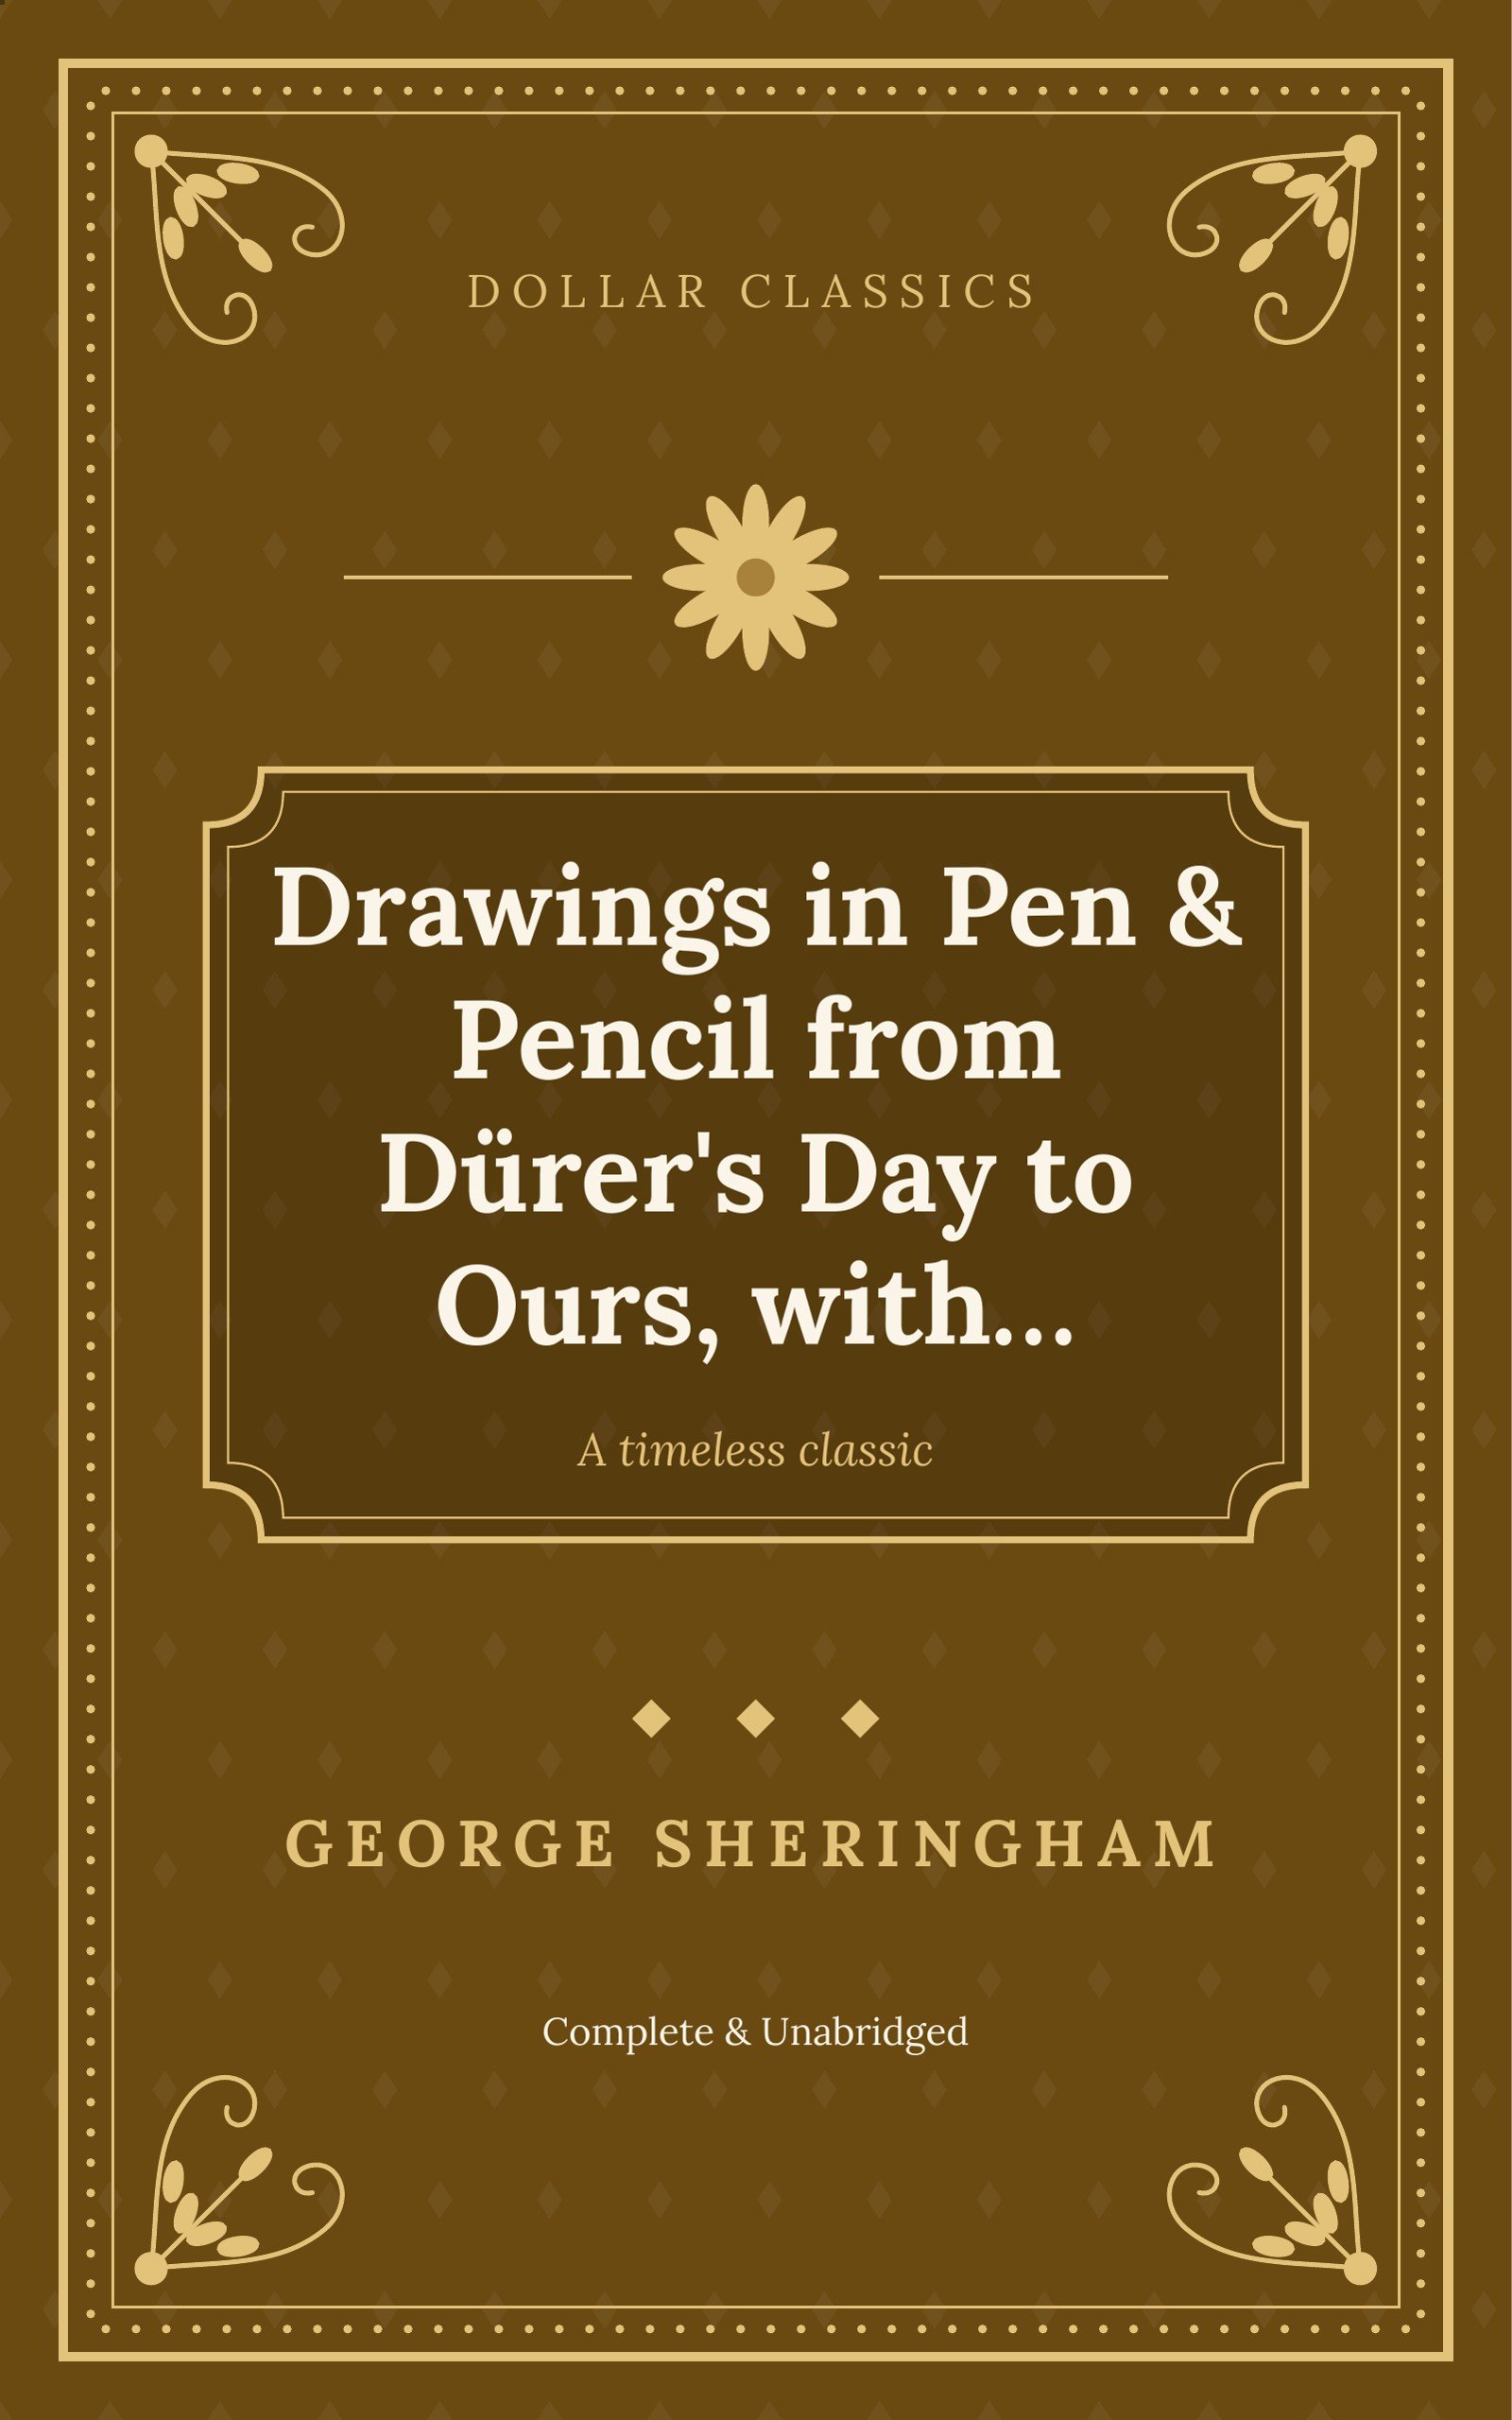 DOLLAR CLASSICS
Drawings in Pen &
Pencil from
Dürer's Day to
Ours, with...
A timeless classic
GEORGE SHERINGHAM
Complete & Unabridged